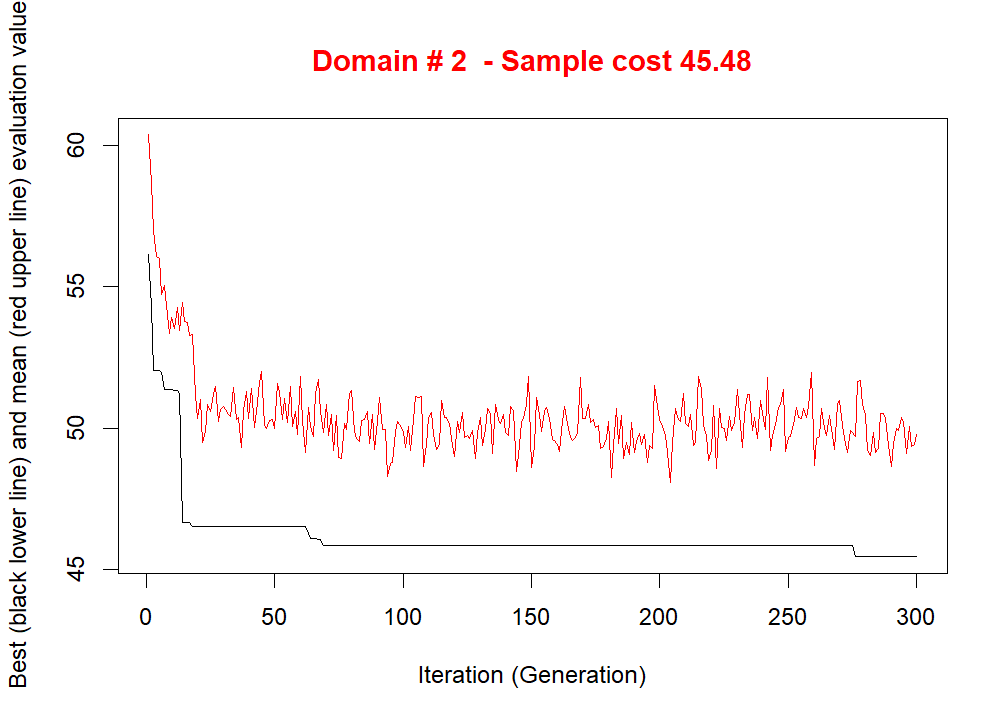 Domain # 2  - Sample cost 45.48
Best (black lower line) and mean (red upper line) evaluation value
60
55
50
45
0 50 100 150 200 250 300
Iteration (Generation)